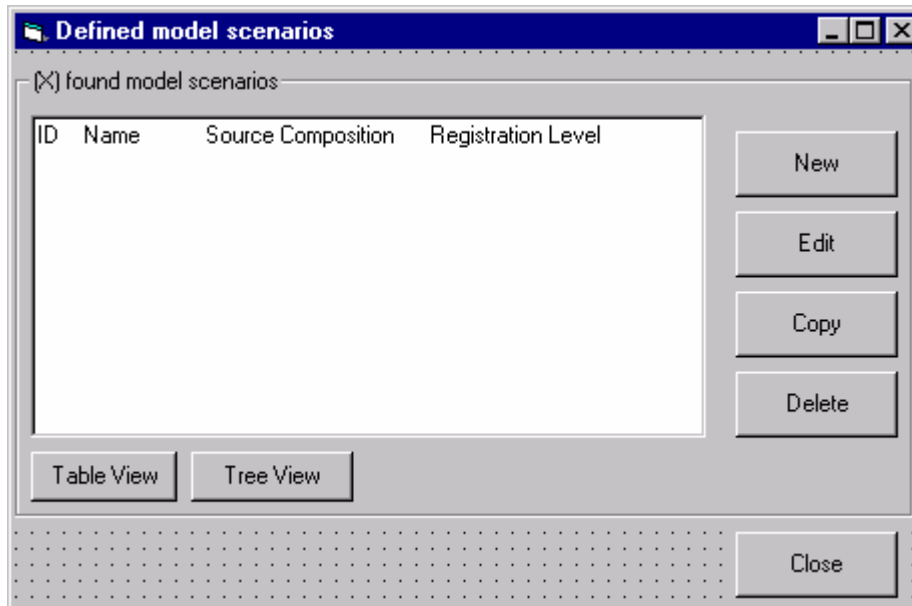 Defined model scenarios
(X) found model scenarios
ID Name Source Composition Registration Level
New
Edit
Copy
Delete
Table View Tree View
Close